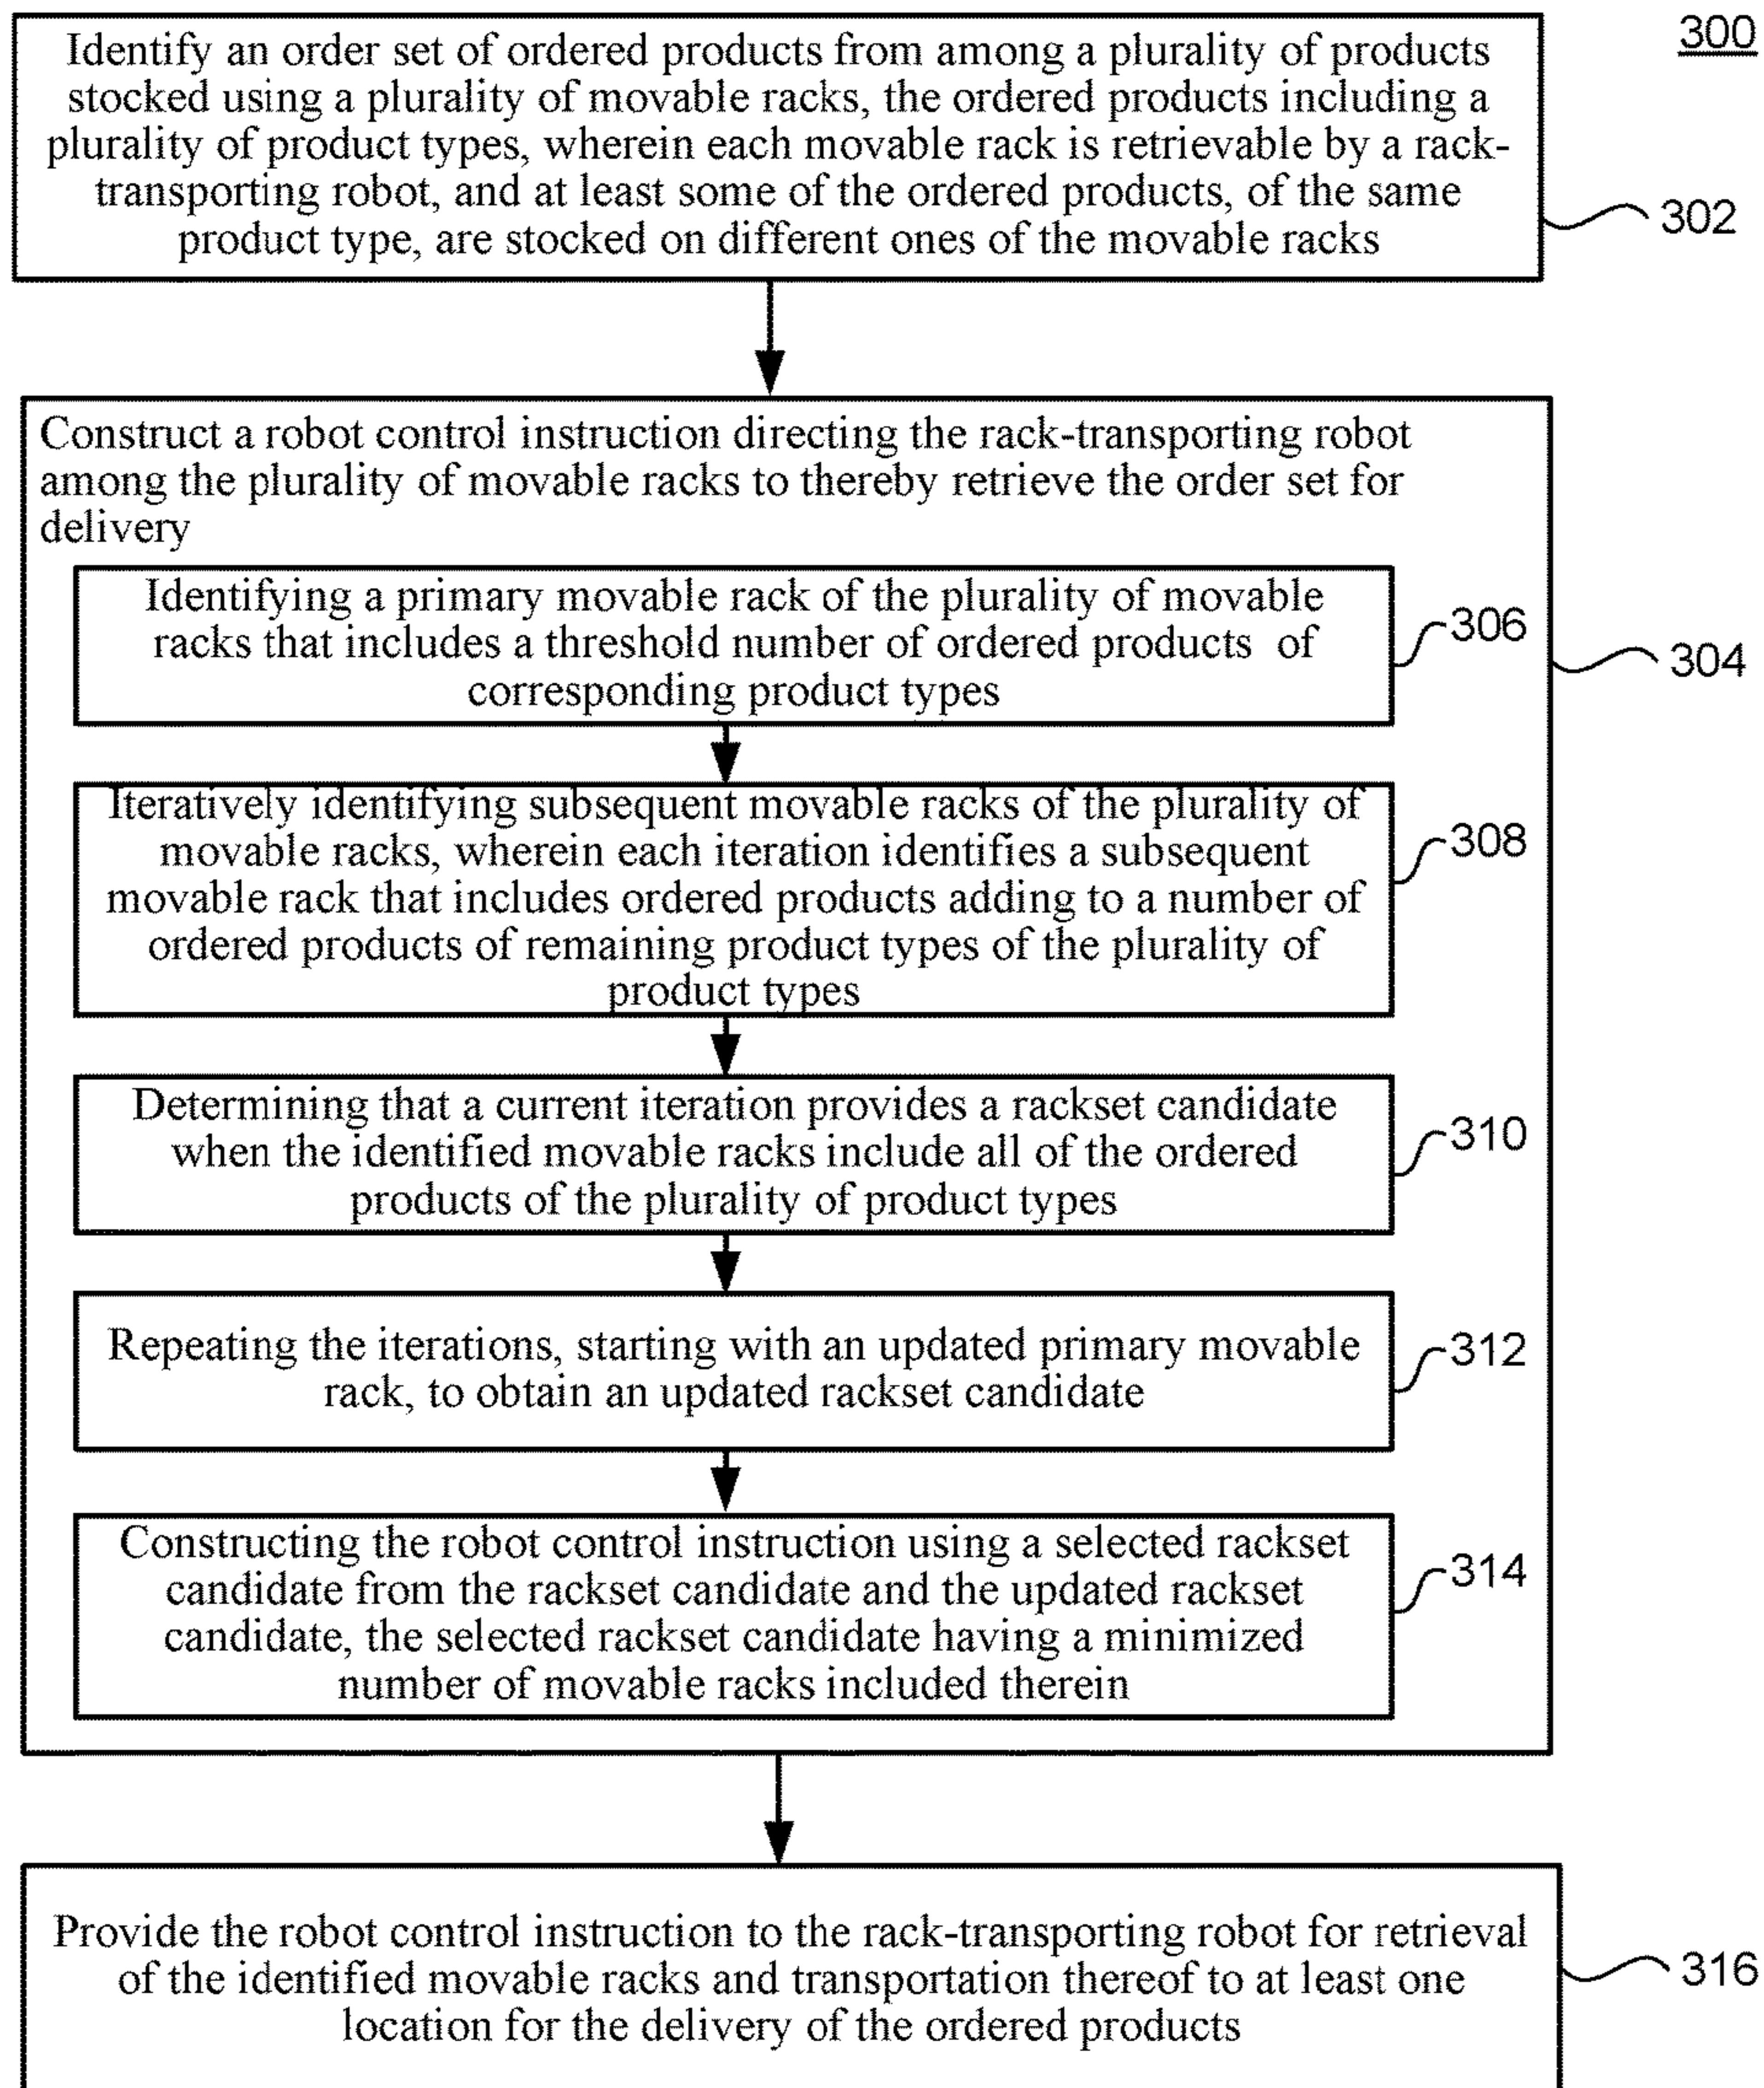 300
Identify an order set of ordered products from among a plurality of products
stocked using a plurality of movable racks, the ordered products including a
plurality of product types, wherein each movable rack is retrievable by a rack-
transporting robot, and at least some of the ordered products, of the same
product type, are stocked on different ones of the movable racks
302
Construct a robot control instruction directing the rack-transporting robot
among the plurality of movable racks to thereby retrieve the order set for
delivery
304
Identifying a primary movable rack of the plurality of movable
racks that includes a threshold number of ordered products of
corresponding product types
306
Iteratively identifying subsequent movable racks of the plurality of
movable racks, wherein each iteration identifies a subsequent
movable rack that includes ordered products adding to a number of
ordered products of remaining product types of the plurality of
product types
308
Determining that a current iteration provides a rackset candidate
when the identified movable racks include all of the ordered
products of the plurality of product types
310
Repeating the iterations, starting with an updated primary movable
rack, to obtain an updated rackset candidate
312
Constructing the robot control instruction using a selected rackset
candidate from the rackset candidate and the updated rackset
candidate, the selected rackset candidate having a minimized
number of movable racks included therein
314
Provide the robot control instruction to the rack-transporting robot for retrieval
of the identified movable racks and transportation thereof to at least one
location for the delivery of the ordered products
316